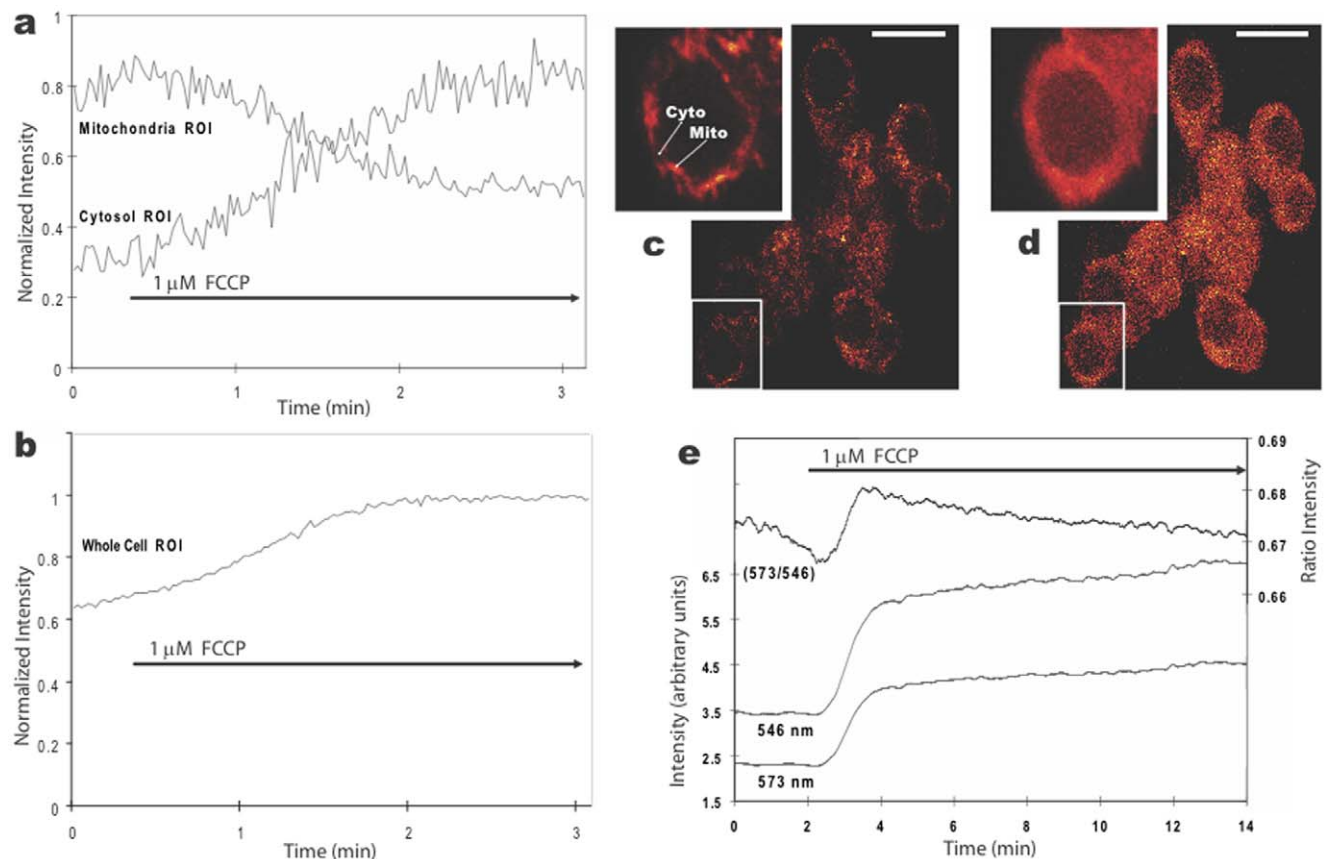 a
Normalized Intensity
1
0.8
0.6
0.4
0.2
0
Mitochondria ROI
Cytosol ROI
1 µM FCCP
0 1 2 3
Time (min)
b
Normalized Intensity
1
0.8
0.6
0.4
0.2
0
Whole Cell ROI
1 µM FCCP
0 1 2 3
Time (min)
Cyto
Mito
c
d
e
1 µM FCCP
Intensity (arbitrary units)
6.5
5.5
4.5
3.5
2.5
1.5
(573/546)
546 nm
573 nm
0.69
0.68
0.67
0.66
Ratio Intensity
0 2 4 6 8 10 12 14
Time (min)